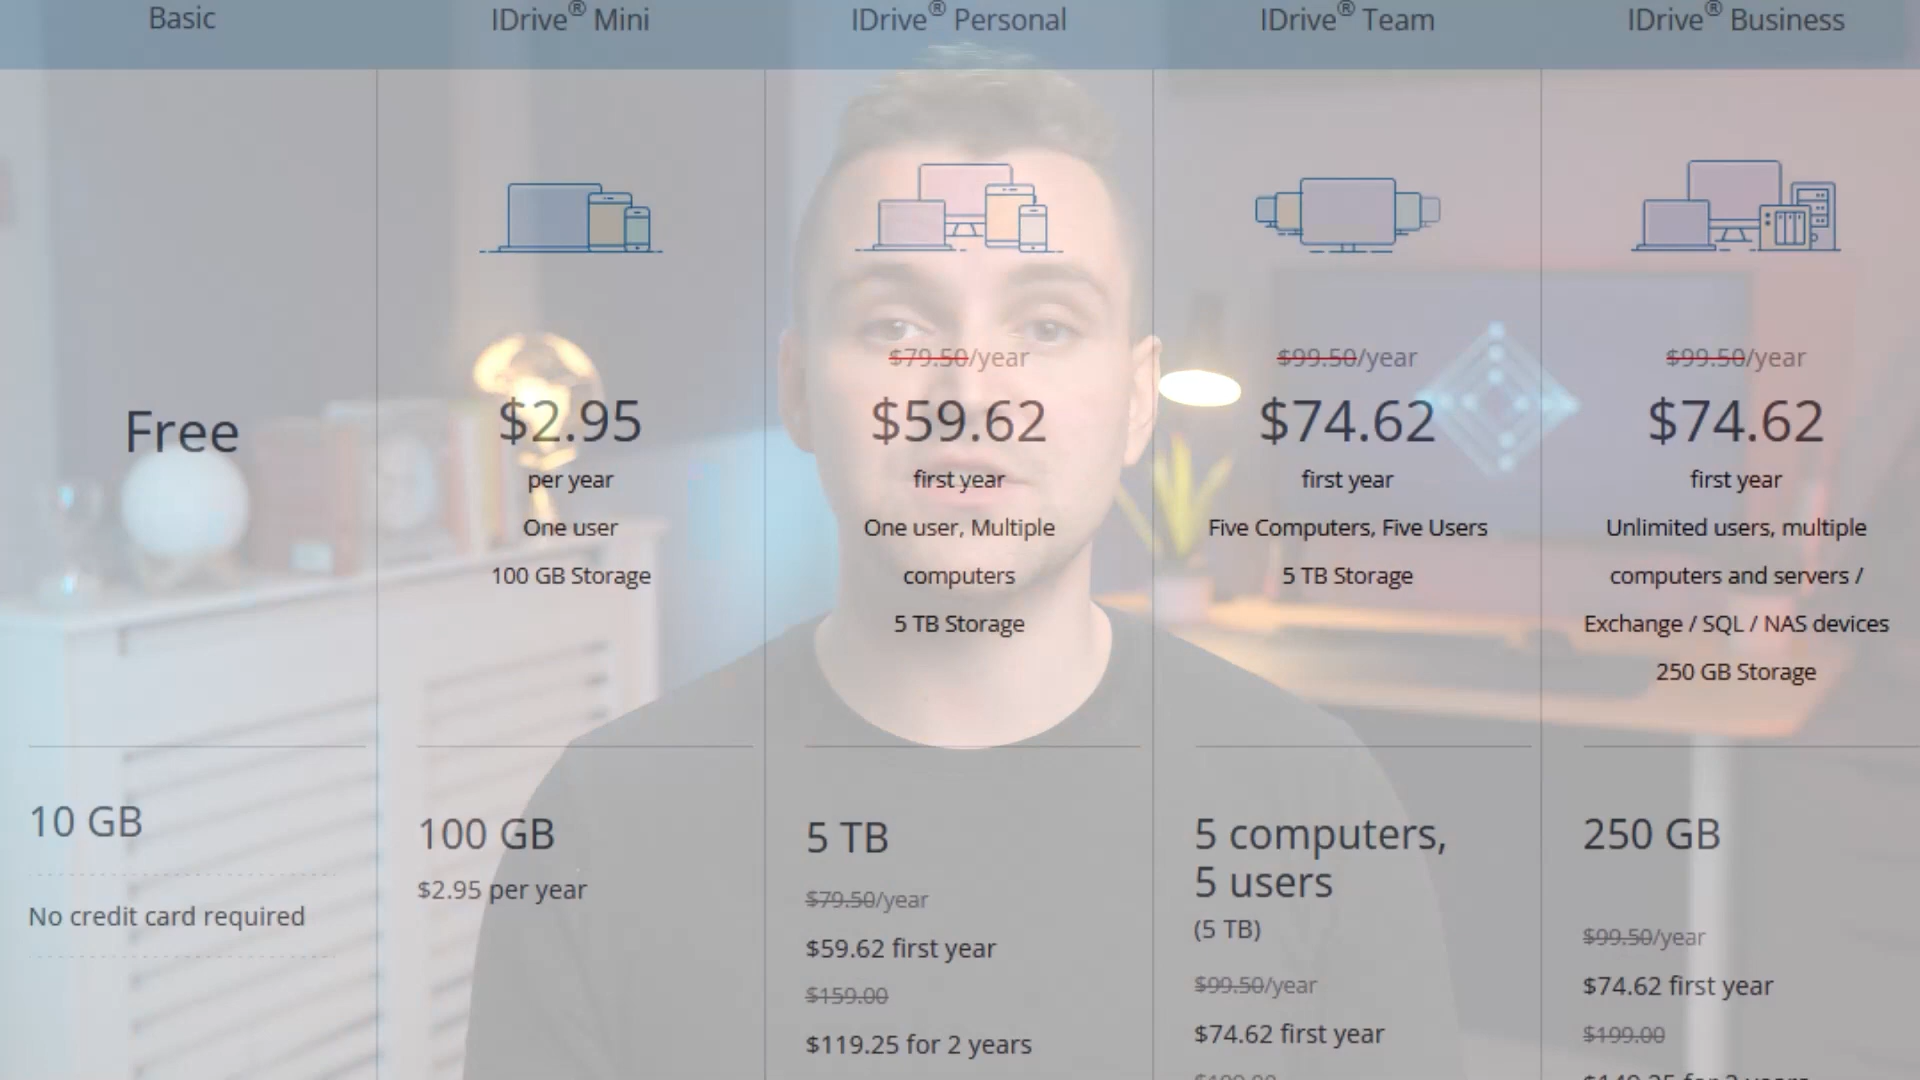 Basic
IDrive® Mini
IDrive® Personal
IDrive® Team
IDrive® Business
Free
$2.95
per year
One user
100 GB Storage
$79.50/year
$59.62
first year
One user, Multiple
computers
5 TB Storage
$99.50/year
$74.62
first year
Five Computers, Five Users
5 TB Storage
$99.50/year
$74.62
first year
Unlimited users, multiple
computers and servers /
Exchange / SQL / NAS devices
250 GB Storage
10 GB
No credit card required
100 GB
$2.95 per year
5 TB
$79.50/year
$59.62 first year
$159.00
$119.25 for 2 years
5 computers,
5 users
(5 TB)
$99.50/year
$74.62 first year
250 GB
$99.50/year
$74.62 first year
$199.00